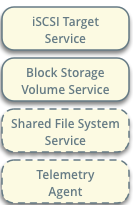 iSCSI Target
Service
Block Storage
Volume Service
Shared File System
Service
Telemetry
Agent